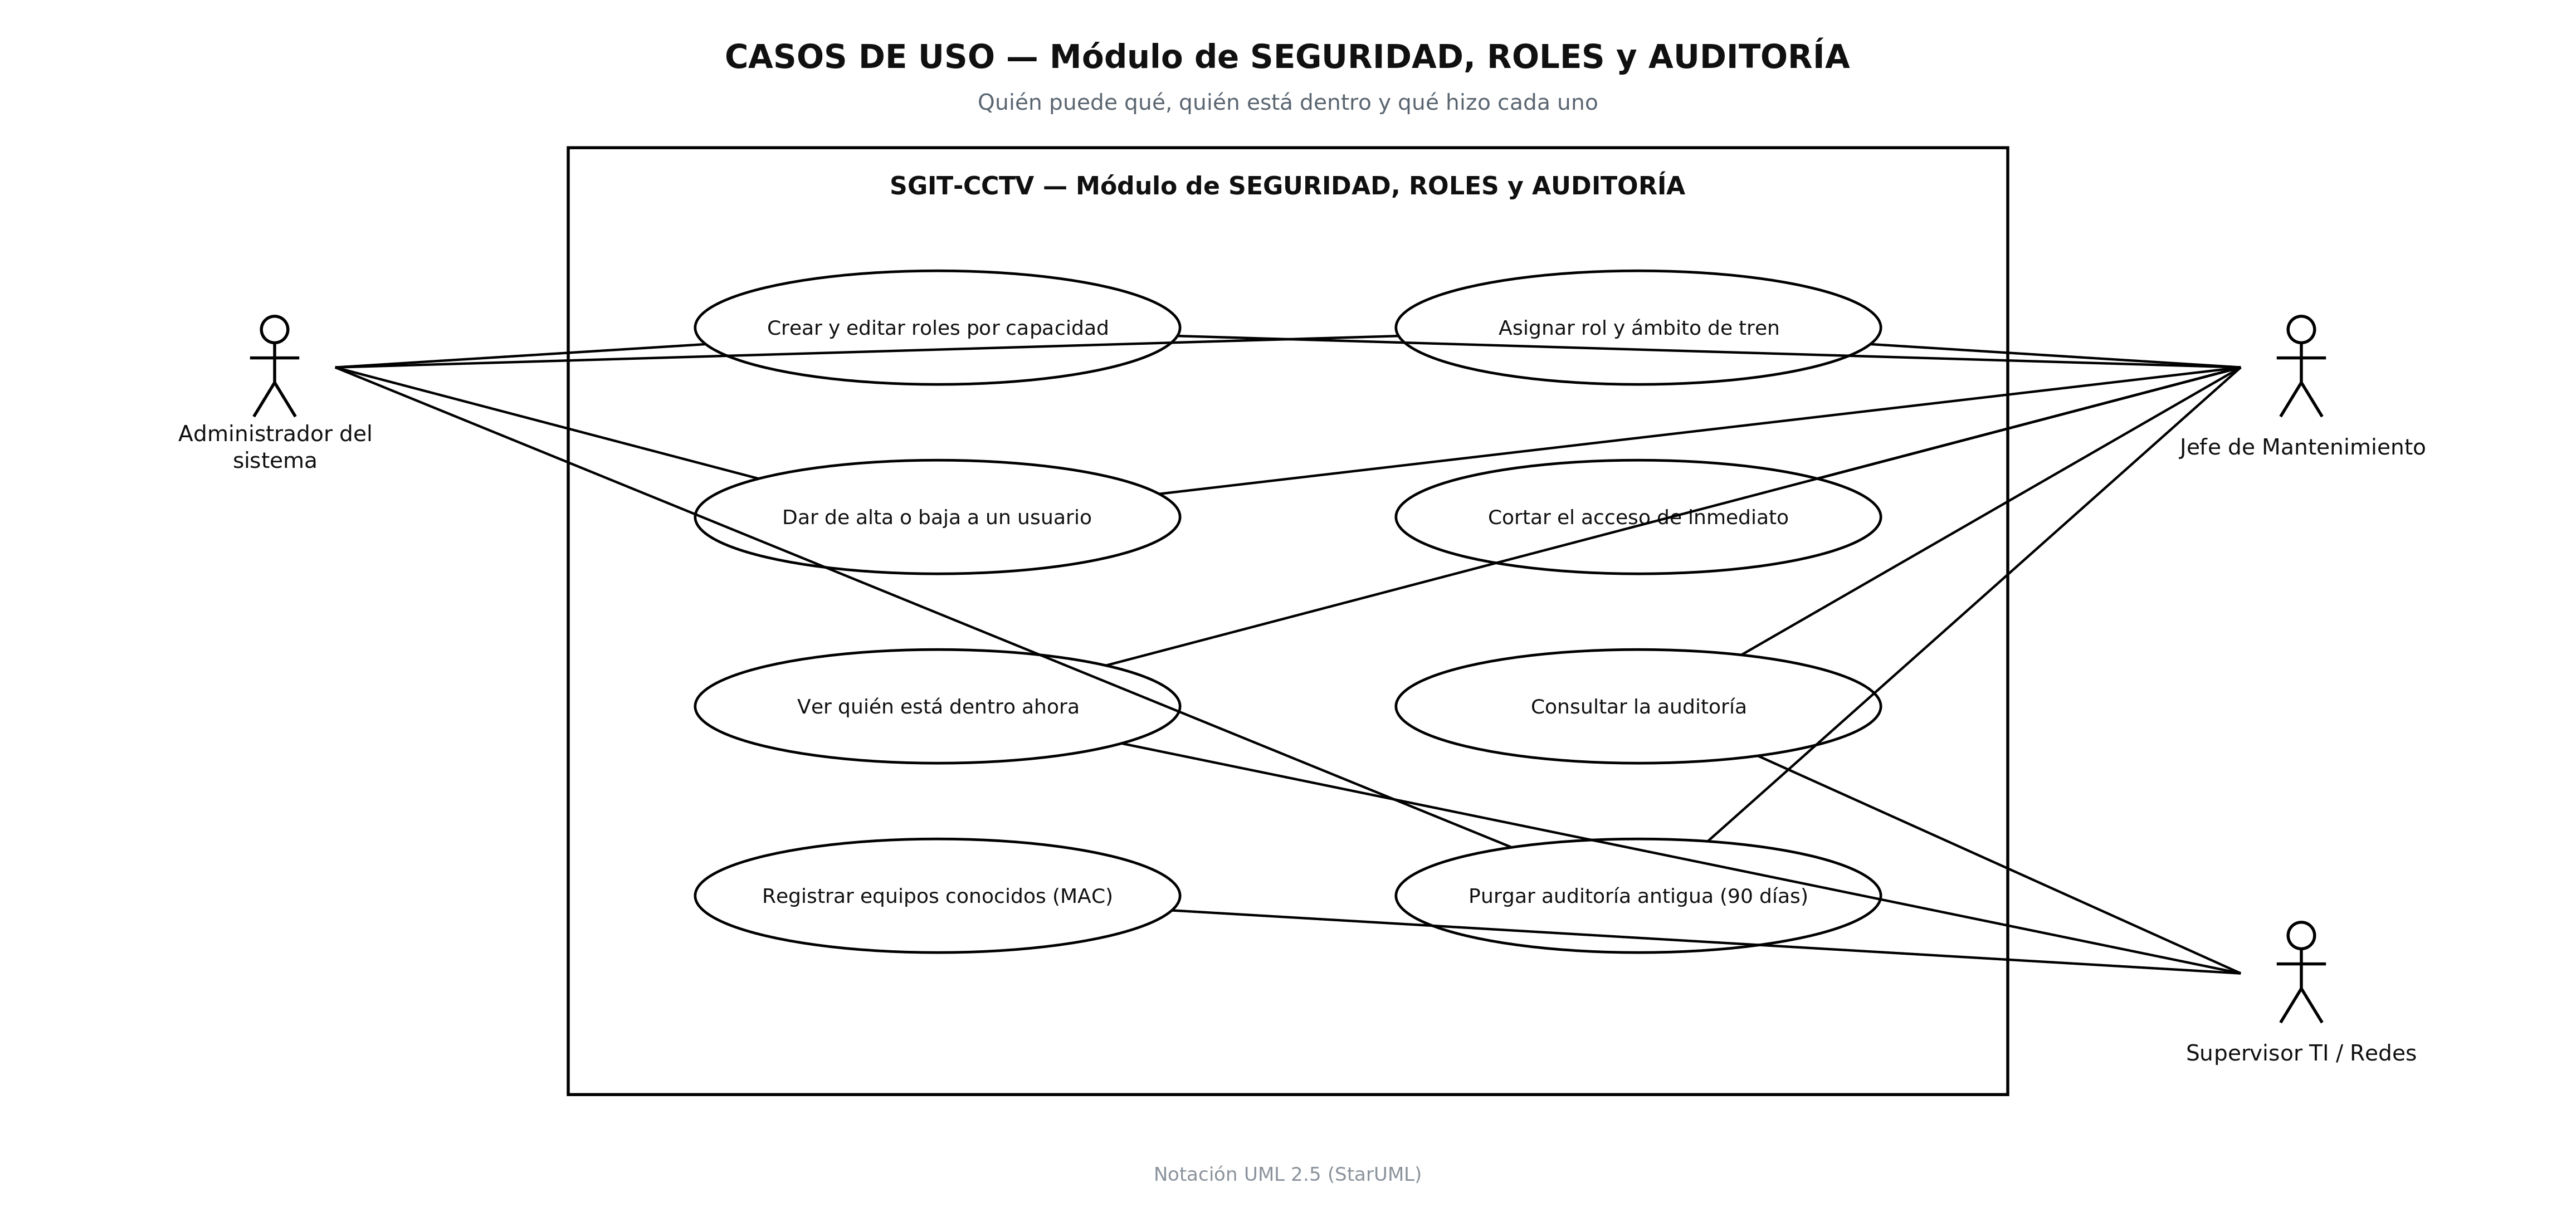 CASOS DE USO — Módulo de SEGURIDAD, ROLES y AUDITORÍA
Quién puede qué, quién está dentro y qué hizo cada uno
SGIT-CCTV — Módulo de SEGURIDAD, ROLES y AUDITORÍA
Crear y editar roles por capacidad
Asignar rol y ámbito de tren
Administrador del
sistema
Jefe de Mantenimiento
Dar de alta o baja a un usuario
Cortar el acceso de inmediato
Ver quién está dentro ahora
Consultar la auditoría
Registrar equipos conocidos (MAC)
Purgar auditoría antigua (90 días)
Supervisor TI / Redes
Notación UML 2.5 (StarUML)